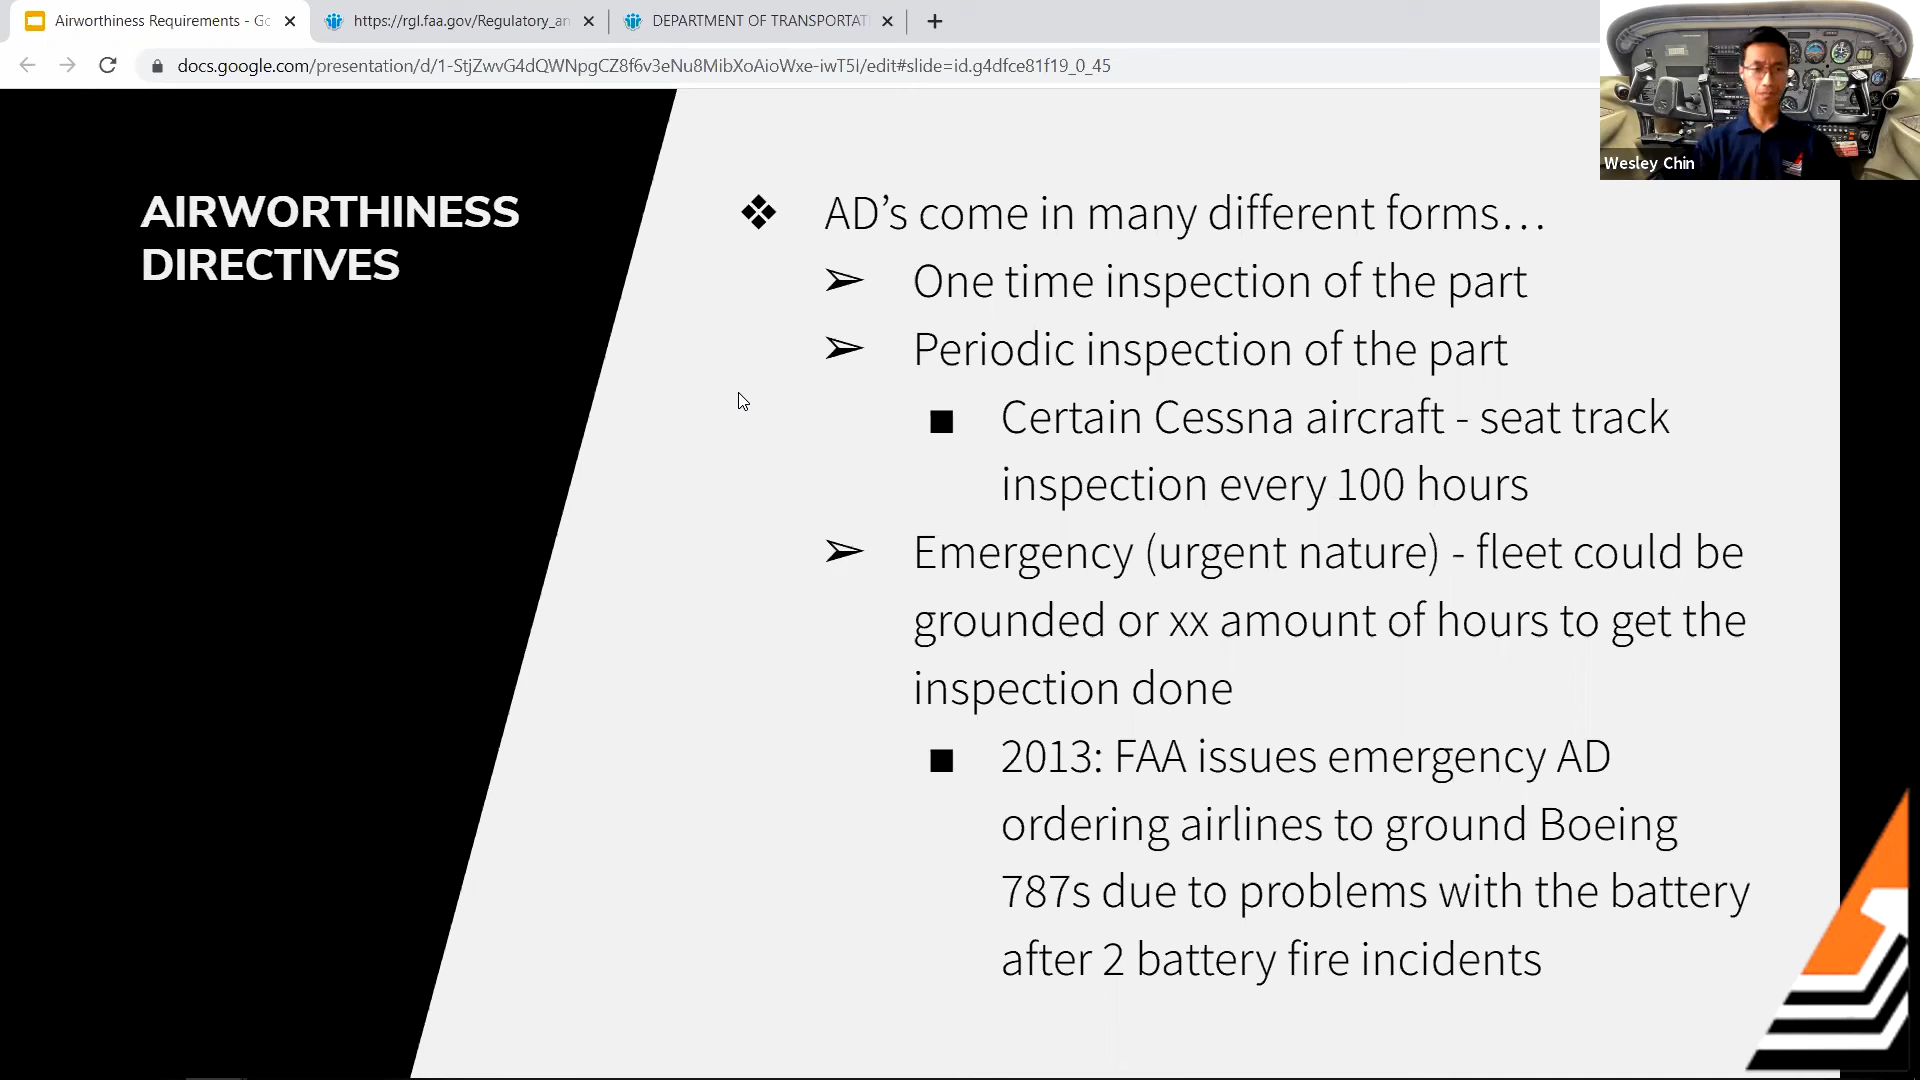 Airworthiness Requirements - Go
https://rgl.faa.gov/Regulatory_an
DEPARTMENT OF TRANSPORTAT
docs.google.com/presentation/d/1-StjZwvG4dQWNpgCZ8f6v3eNu8MibXoAioWxe-iwT5I/edit#slide=id.g4dfce81f19_0_45
Wesley Chin
AIRWORTHINESS
DIRECTIVES
❖ AD’s come in many different forms…
➢ One time inspection of the part
➢ Periodic inspection of the part
■ Certain Cessna aircraft - seat track
inspection every 100 hours
➢ Emergency (urgent nature) - fleet could be
grounded or xx amount of hours to get the
inspection done
■ 2013: FAA issues emergency AD
ordering airlines to ground Boeing
787s due to problems with the battery
after 2 battery fire incidents